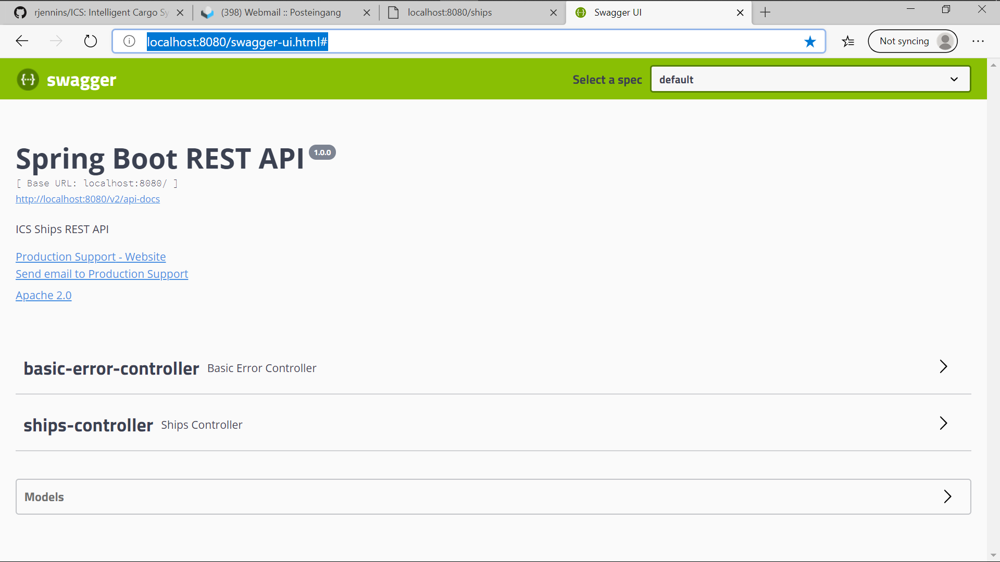 rjennins/ICS: Intelligent Cargo Sy
(398) Webmail :: Posteingang
localhost:8080/ships
Swagger UI
localhost:8080/swagger-ui.html#
Not syncing
{···} swagger
Select a spec
default
Spring Boot REST API 1.0.0
[ Base URL: localhost:8080/ ]
http://localhost:8080/v2/api-docs
ICS Ships REST API
Production Support - Website
Send email to Production Support
Apache 2.0
basic-error-controller Basic Error Controller
ships-controller Ships Controller
Models